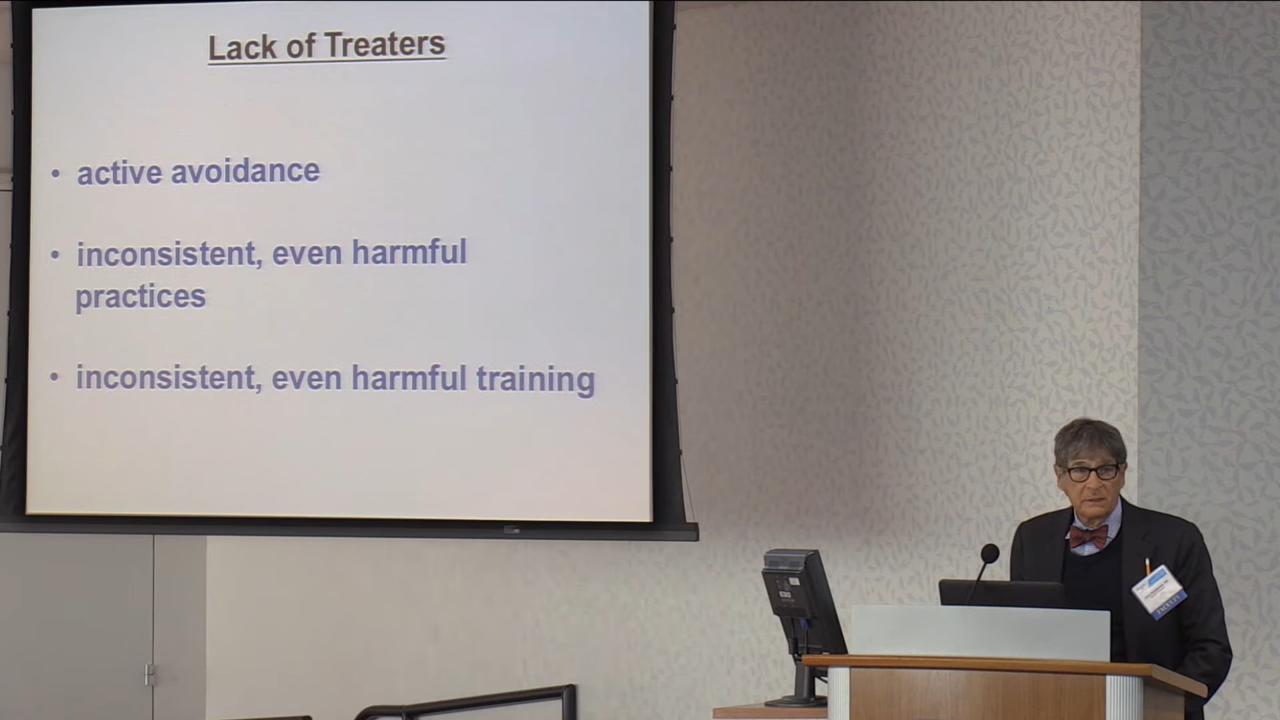 Lack of Treaters
• active avoidance
• inconsistent, even harmful
practices
• inconsistent, even harmful training